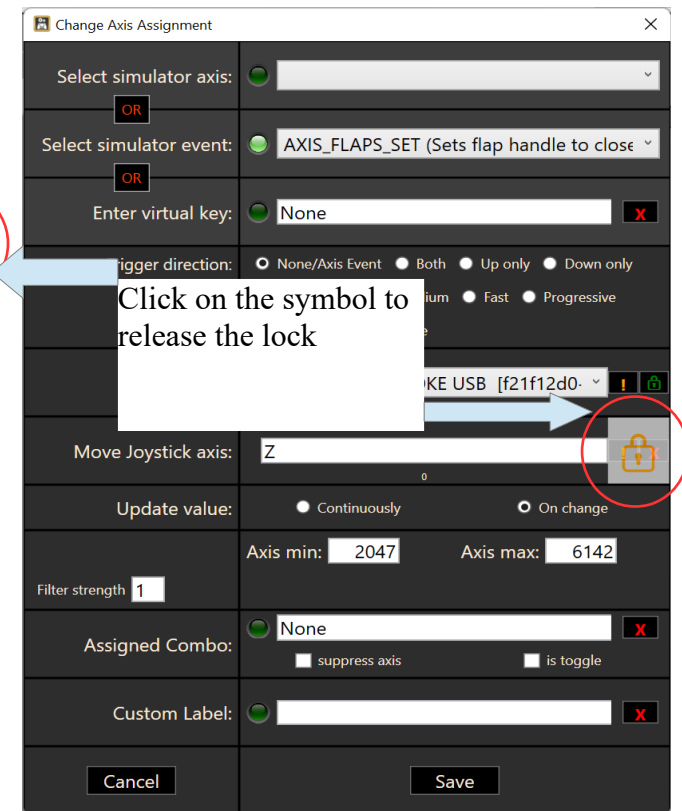 Change Axis Assignment
Select simulator axis:
OR
Select simulator event: AXIS_FLAPS_SET (Sets flap handle to close
OR
Enter virtual key: None X
rigger direction: None/Axis Event Both Up only Down only
ium Fast Progressive
Click on the symbol to
release the lock
e
KE USB [f21f12d0- !
Move Joystick axis: Z X
0
Update value: Continuously On change
Axis min: 2047 Axis max: 6142
Filter strength 1
Assigned Combo: None X
suppress axis is toggle
Custom Label: X
Cancel Save